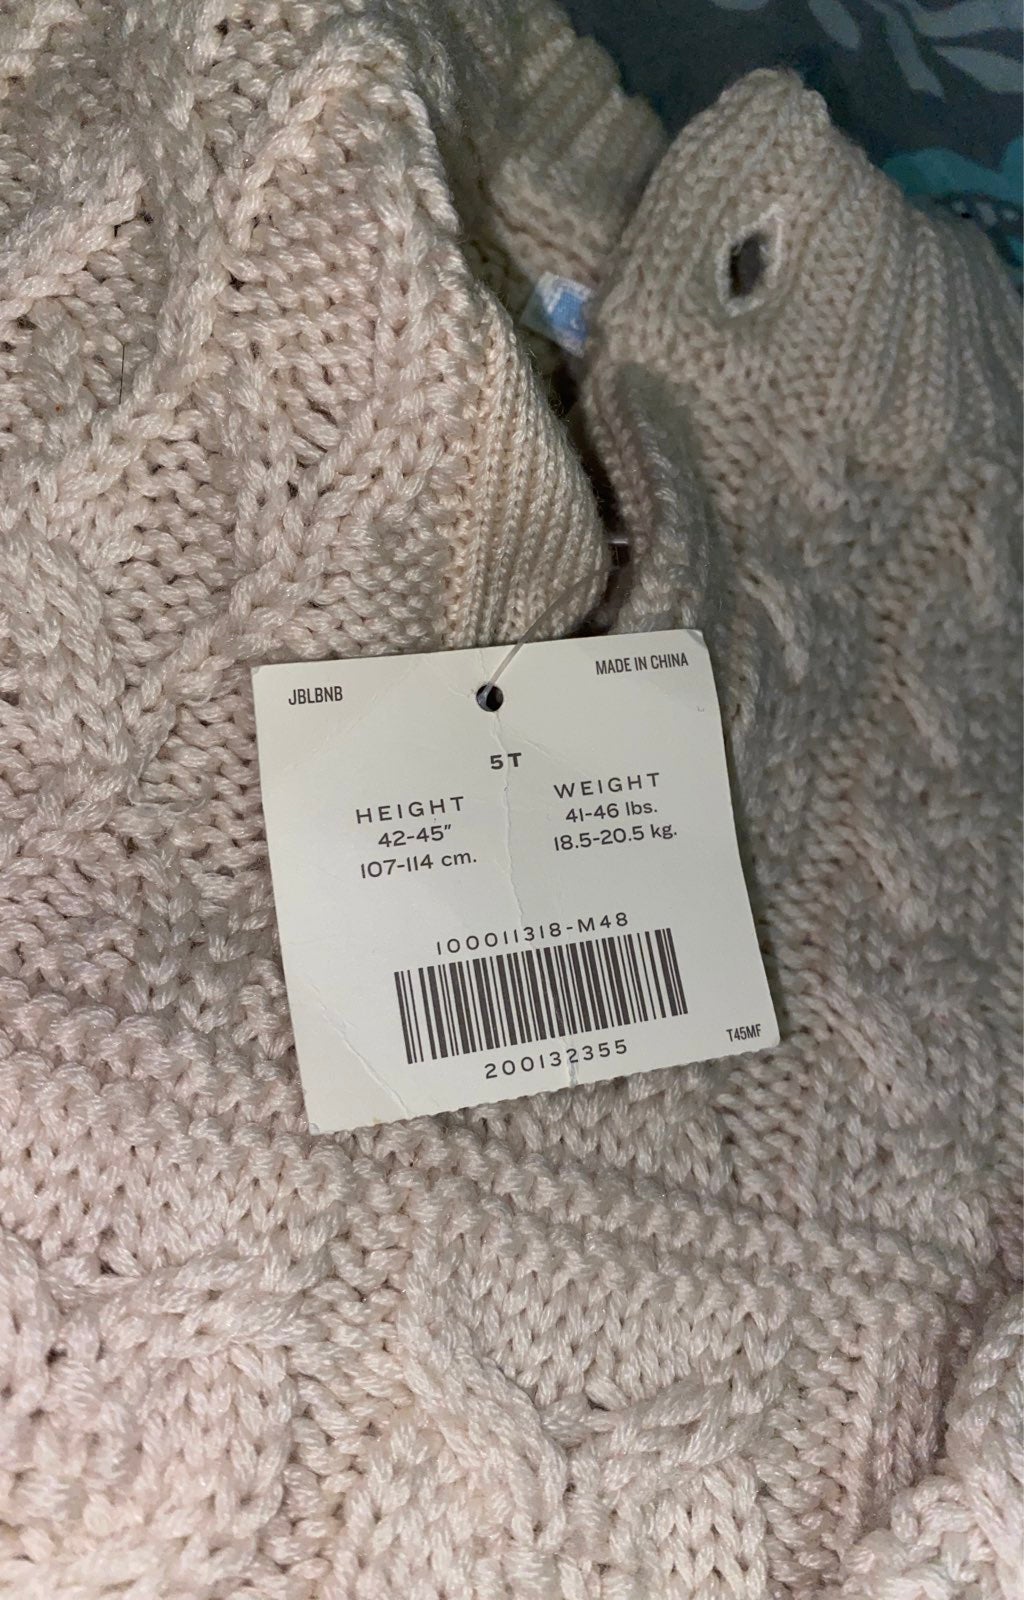 JBLBNB
MADE IN CHINA
5T
HEIGHT
42-45"
107-114 cm.
WEIGHT
41-46 lbs.
18.5-20.5 kg.
100011318-M48
200132355
T45MF